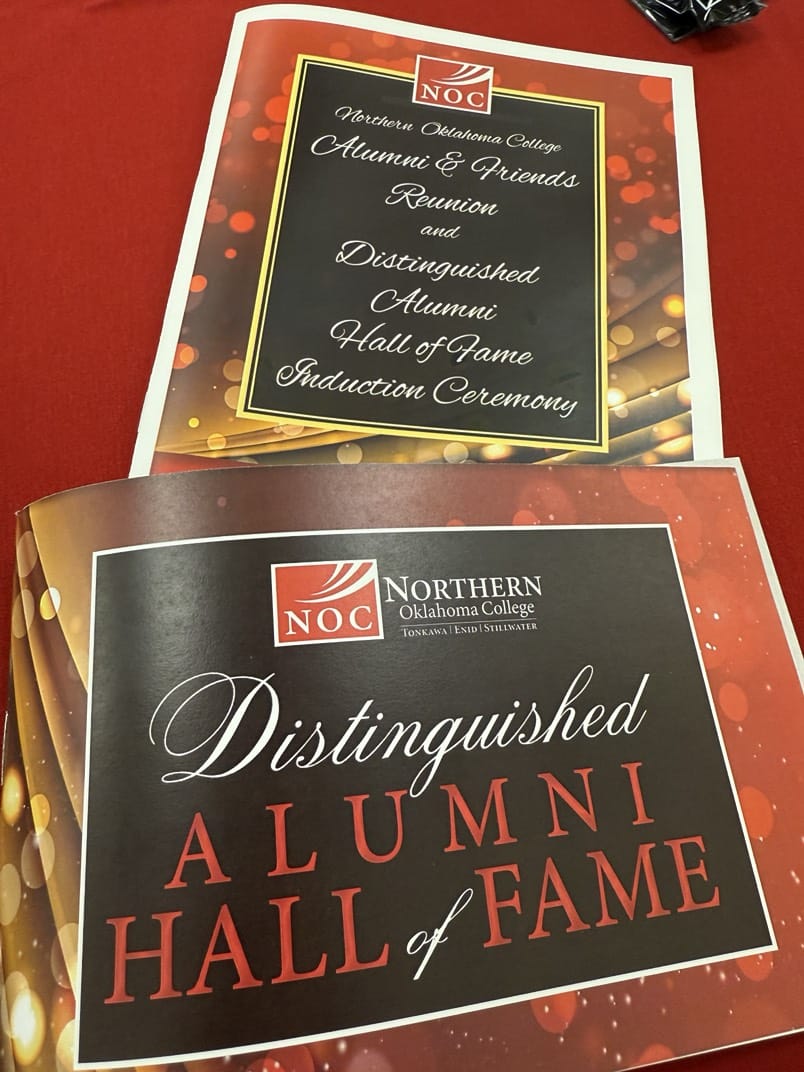 NOC
Northern Oklahoma College
Alumni & Friends
Reunion
and
Distinguished
Alumni
Hall of Fame
Induction Ceremony
NOC
NORTHERN
Oklahoma College
TONKAWA | ENID | STILLWATER
Distinguished
ALUMNI
HALL of FAME